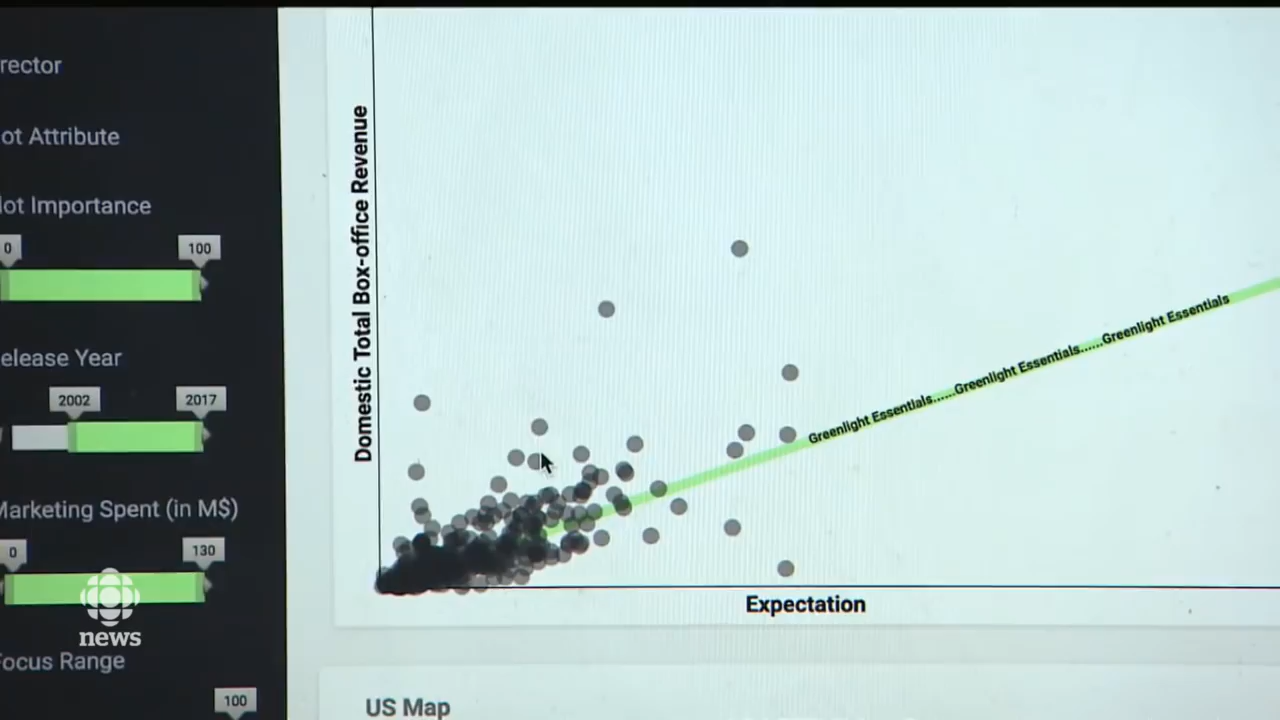 rector
ot Attribute
lot Importance
0
100
elease Year
2002
2017
Marketing Spent (in M$)
0
130
Focus Range
100
news
Domestic Total Box-office Revenue
Greenlight Essentials......Greenlight Essentials......Greenlight Essentials
Expectation
US Map